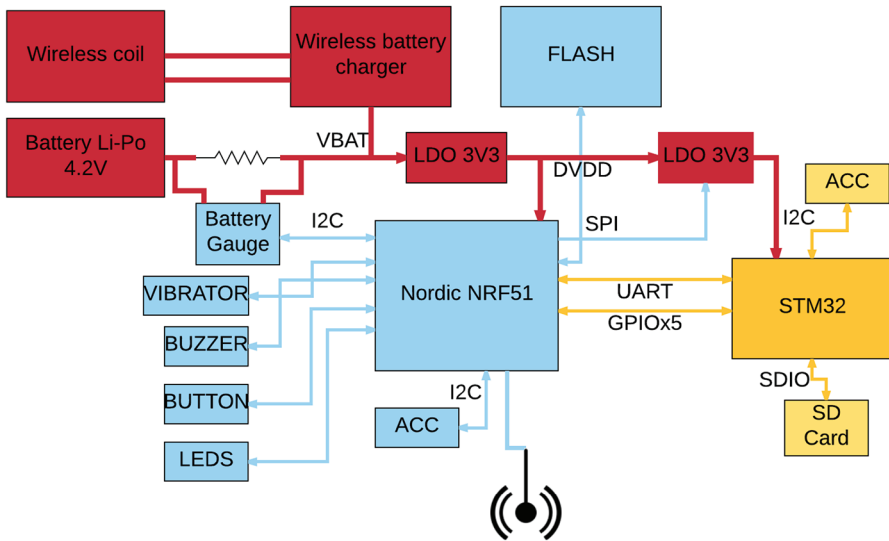 Wireless coil
Wireless battery
charger
FLASH
Battery Li-Po
4.2V
VBAT
LDO 3V3
DVDD
LDO 3V3
ACC
I2C
Battery
Gauge
I2C
SPI
VIBRATOR
Nordic NRF51
UART
GPIOx5
STM32
BUZZER
BUTTON
I2C
ACC
SDIO
SD
Card
LEDS